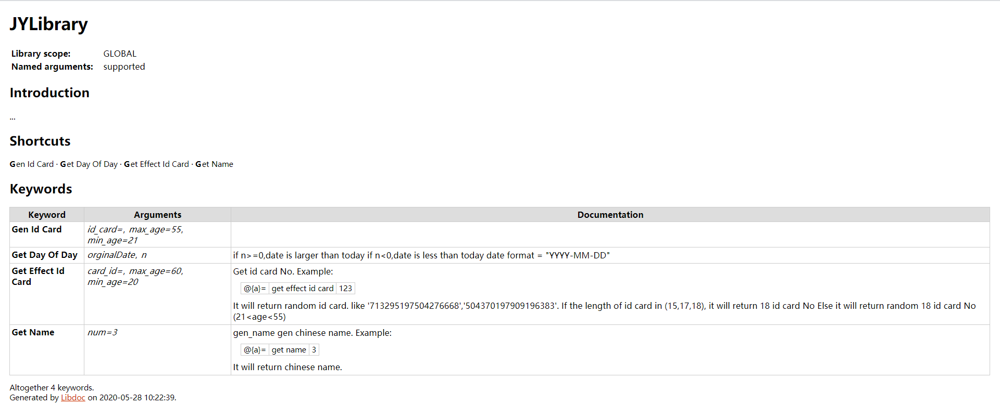 JYLibrary
Library scope: GLOBAL
Named arguments: supported
Introduction
...
Shortcuts
Gen Id Card · Get Day Of Day · Get Effect Id Card · Get Name
Keywords
Keyword Arguments Documentation
Gen Id Card id_card=, max_age=55,
min_age=21
Get Day Of Day orginalDate, n if n>=0,date is larger than today if n<0,date is less than today date format = "YYYY-MM-DD"
Get Effect Id
Card
card_id=, max_age=60,
min_age=20
Get id card No. Example:
@{a}= get effect id card 123
It will return random id card. like '713295197504276668','504370197909196383'. If the length of id card in (15,17,18), it will return 18 id card No Else it will return random 18 id card No
(21<age<55)
Get Name num=3 gen_name gen chinese name. Example:
@{a}= get name 3
It will return chinese name.
Altogether 4 keywords.
Generated by Libdoc on 2020-05-28 10:22:39.